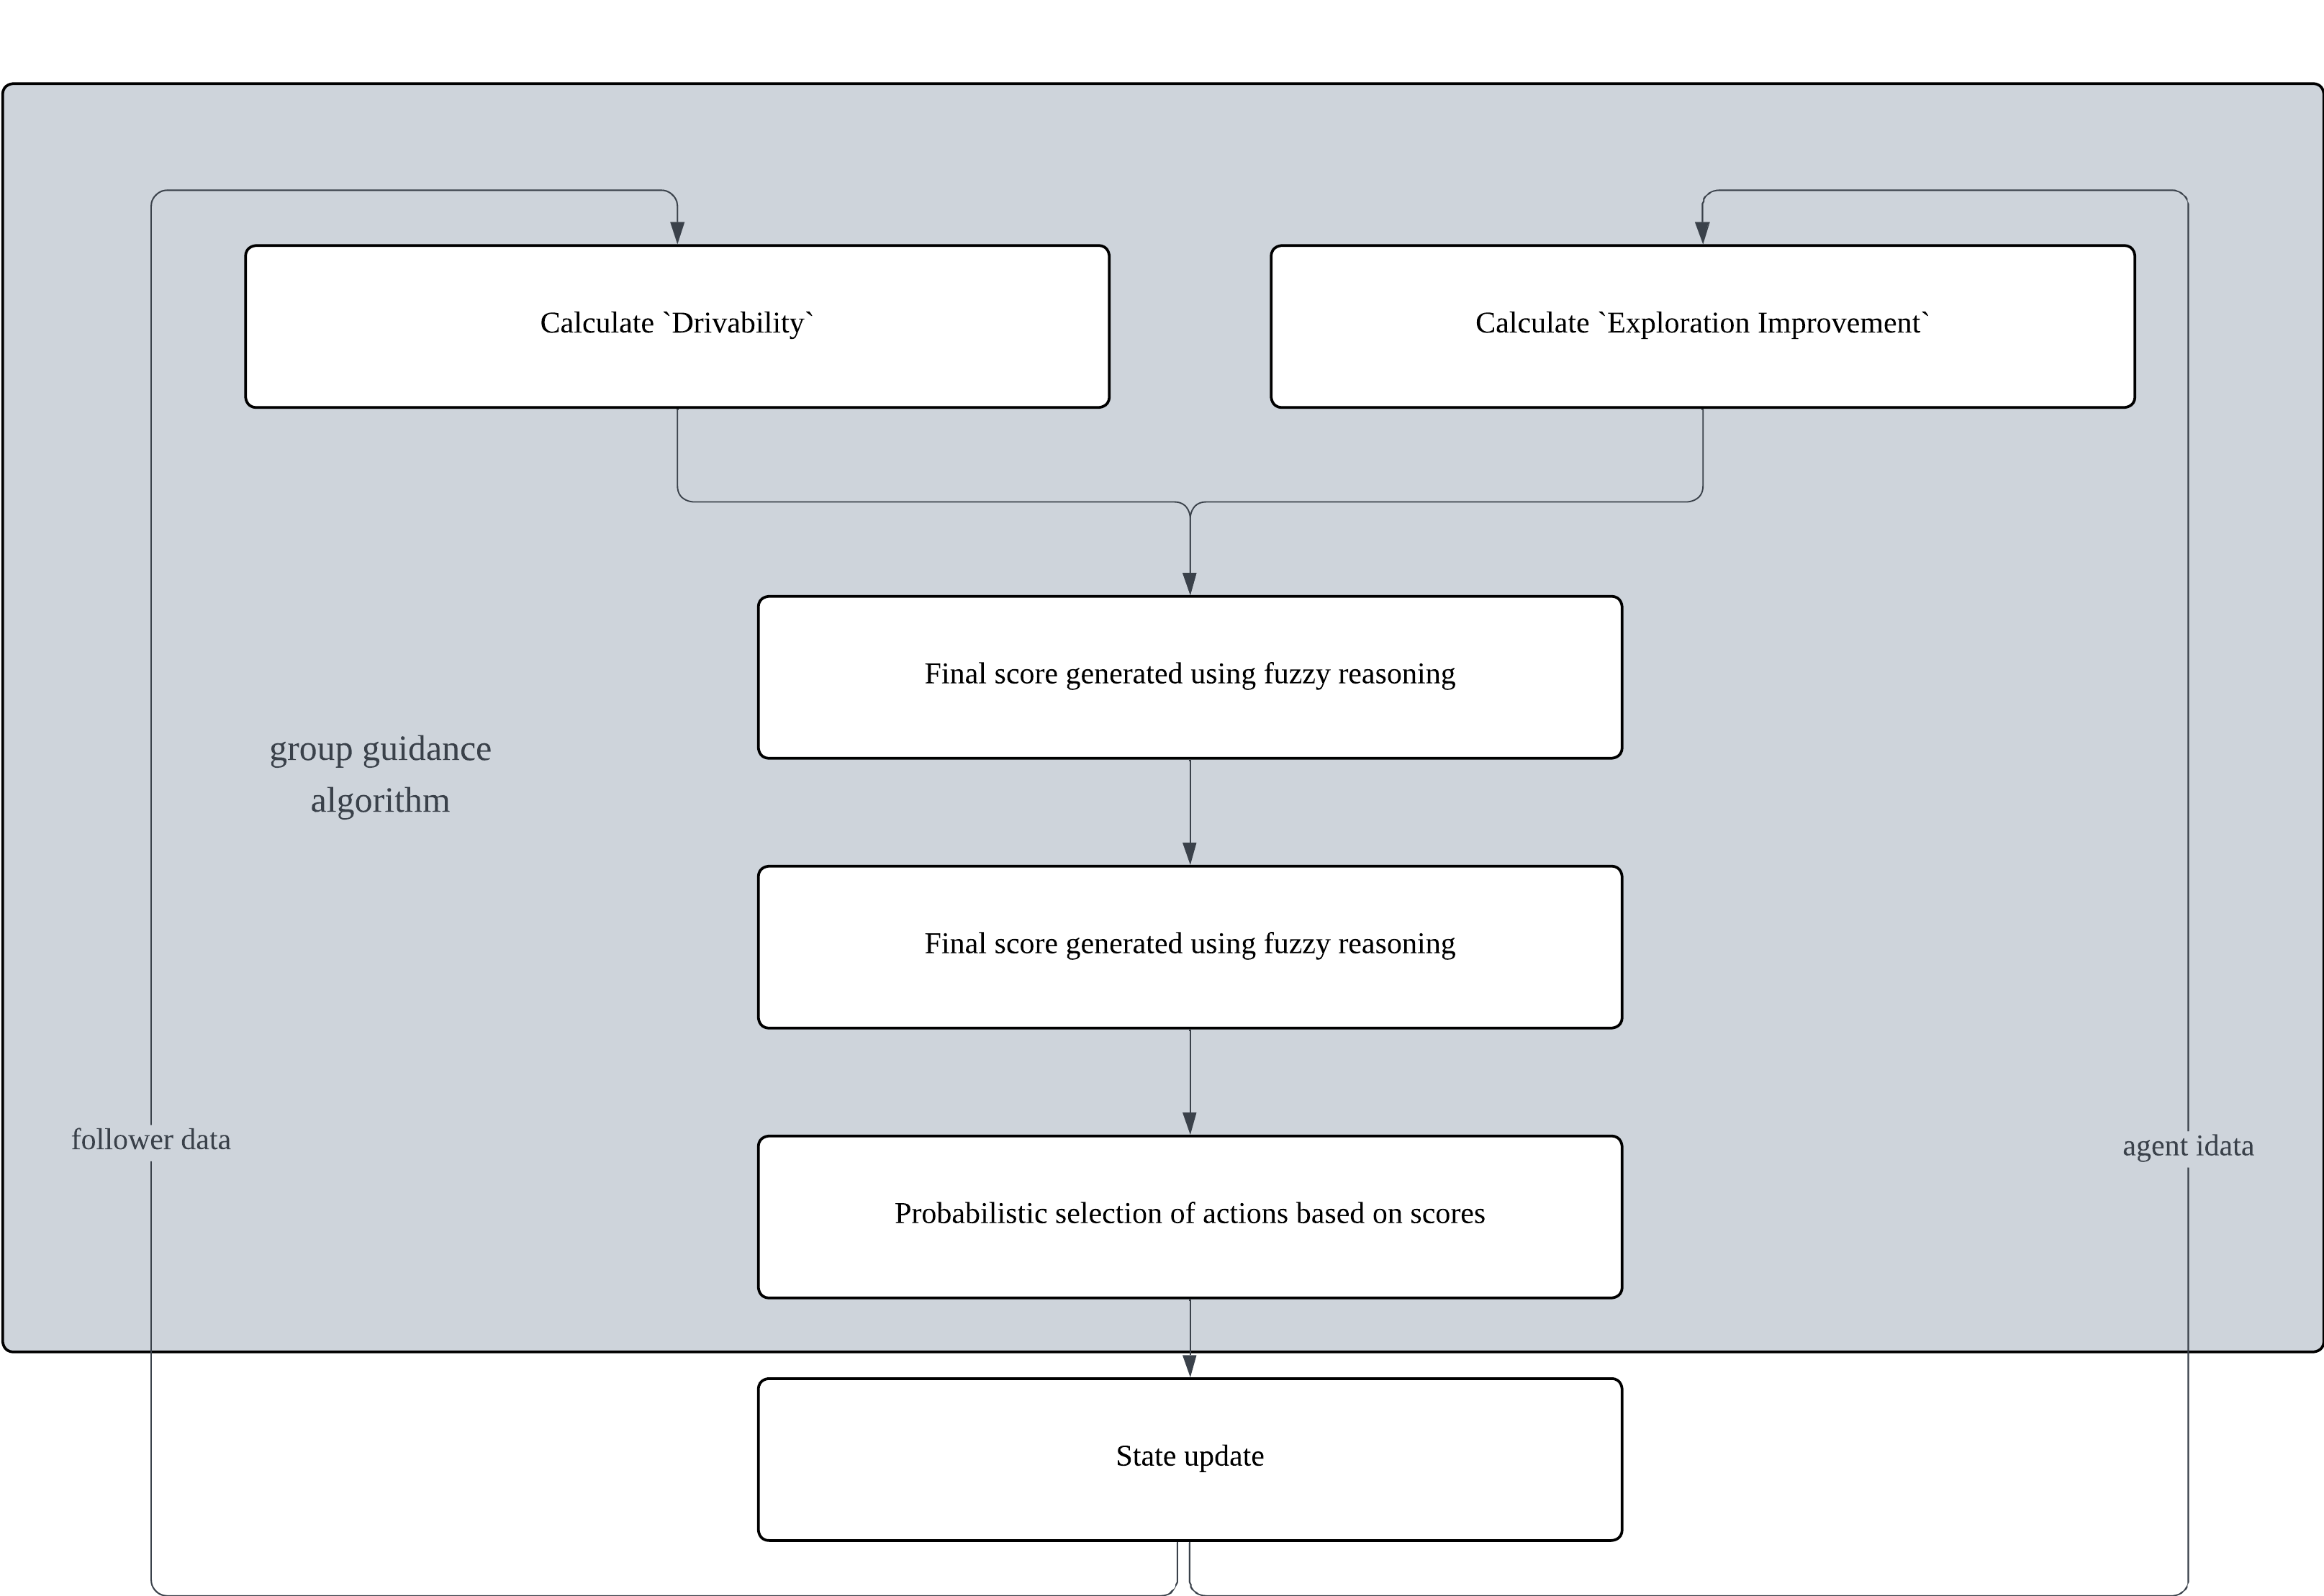 Calculate `Drivability`
Calculate `Exploration Improvement`
Final score generated using fuzzy reasoning
group guidance
algorithm
Final score generated using fuzzy reasoning
follower data
agent idata
Probabilistic selection of actions based on scores
State update